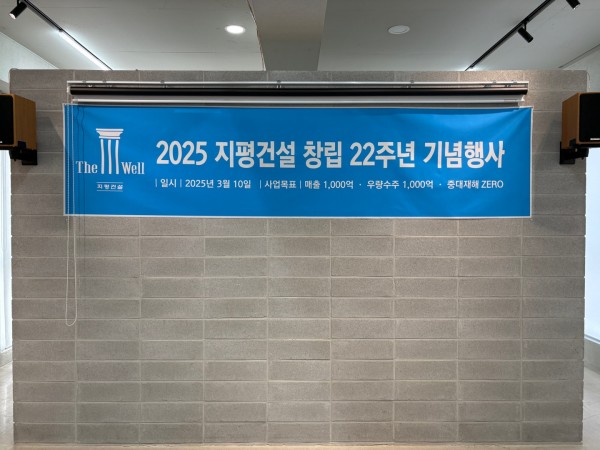 The Well
지평건설
2025 지평건설 창립 22주년 기념행사
| 일시 | 2025년 3월 10일 | 사업목표 | 매출 1,000억 · 우량수주 1,000억 · 중대재해 ZERO